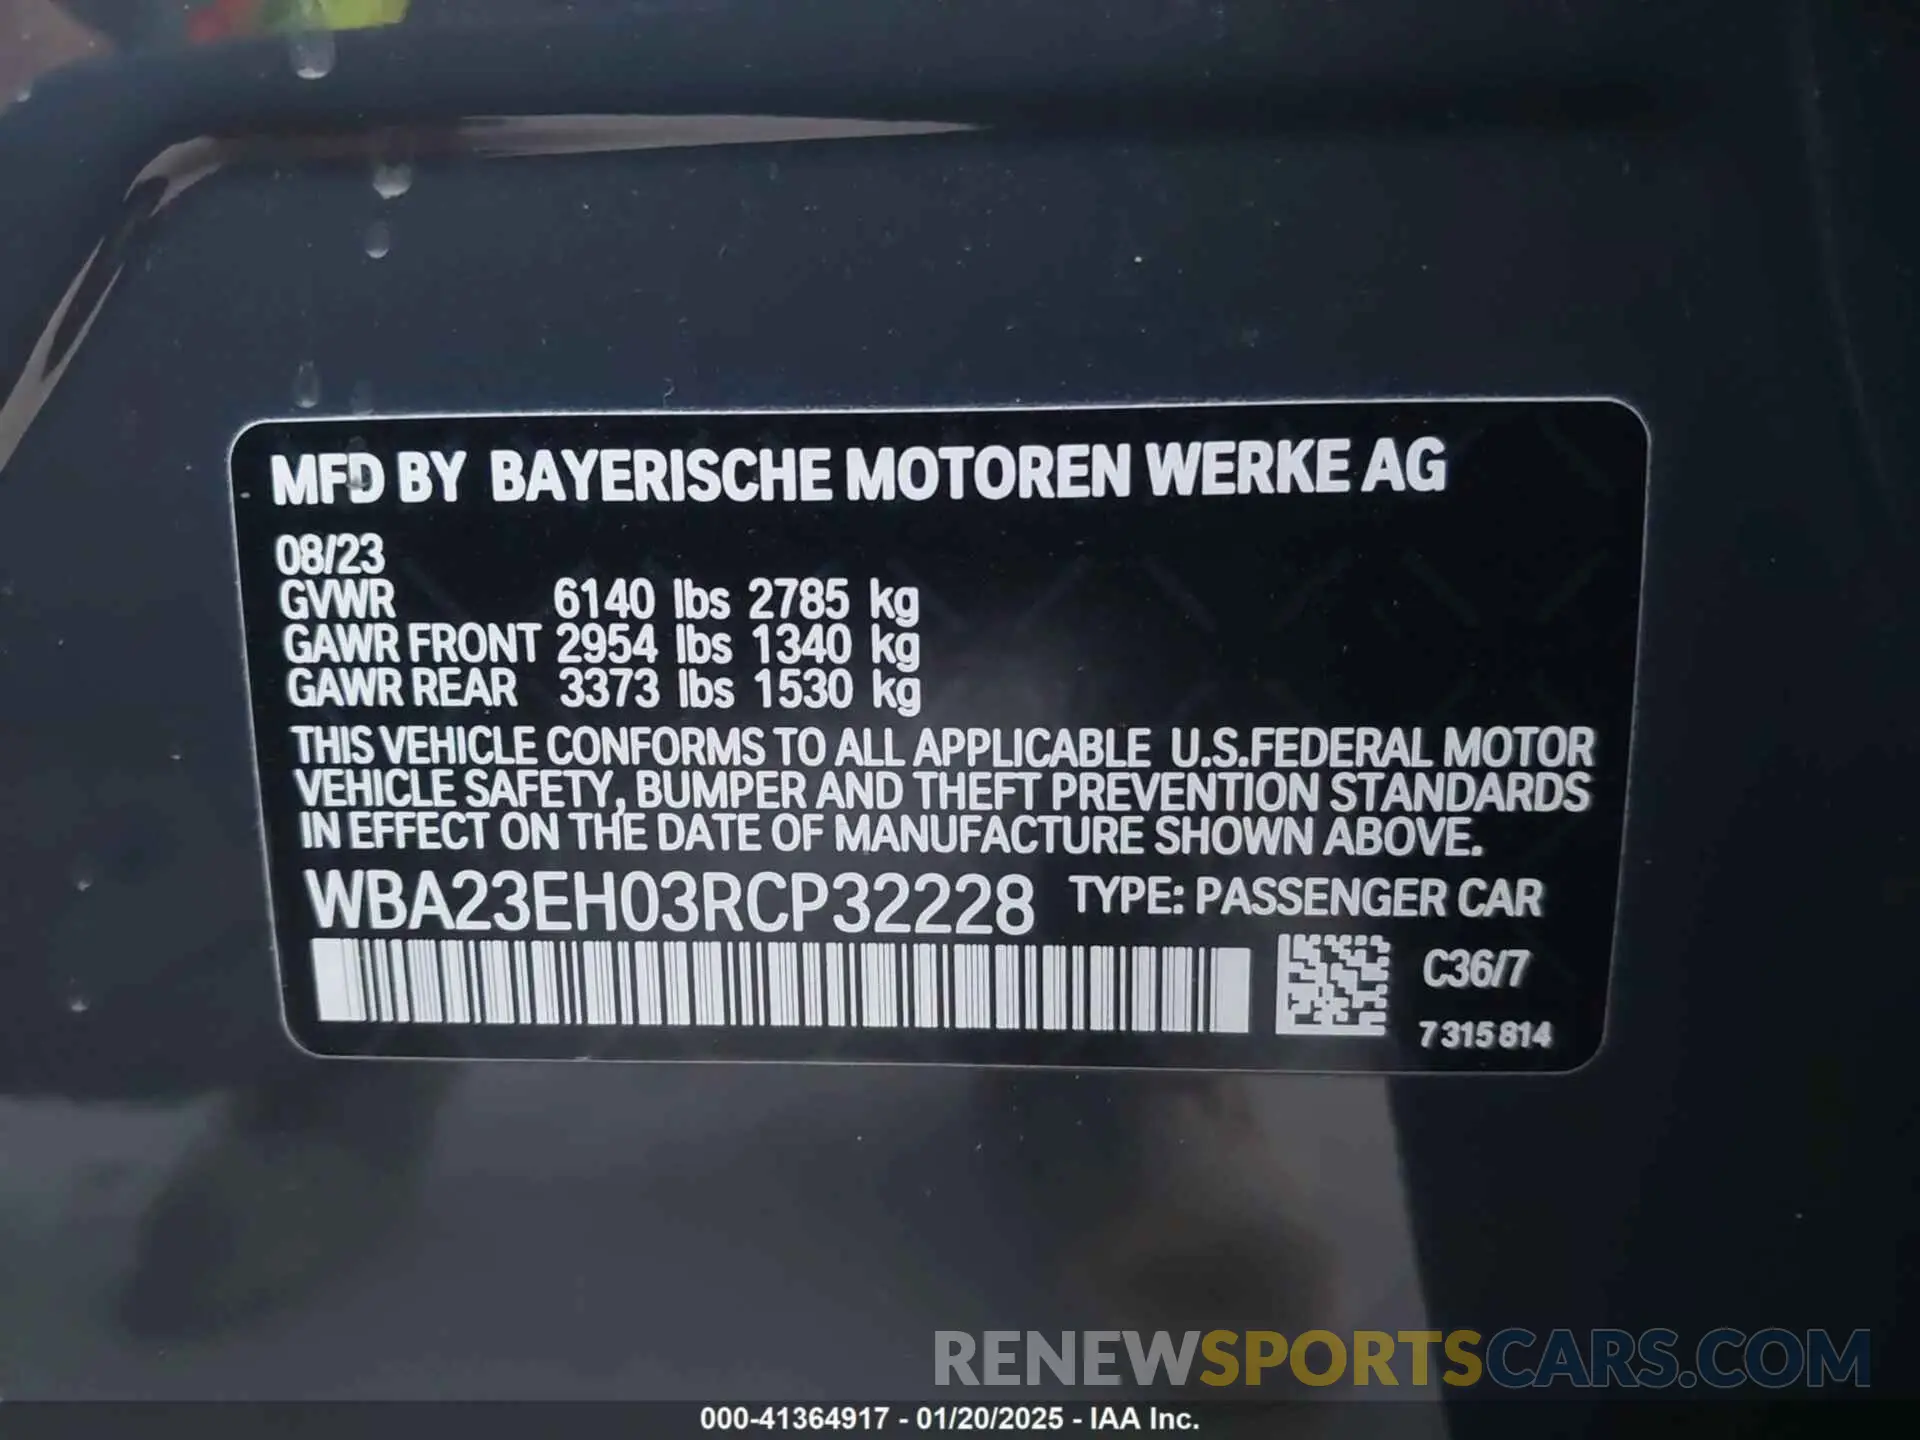 MFD BY BAYERISCHE MOTOREN WERKE AG
08/23
GVWR 6140 lbs 2785 kg
GAWR FRONT 2954 lbs 1340 kg
GAWR REAR 3373 lbs 1530 kg
THIS VEHICLE CONFORMS TO ALL APPLICABLE U.S.FEDERAL MOTOR
VEHICLE SAFETY, BUMPER AND THEFT PREVENTION STANDARDS
IN EFFECT ON THE DATE OF MANUFACTURE SHOWN ABOVE.
WBA23EH03RCP32228 TYPE: PASSENGER CAR
C36/7
7 315 814
RENEWSPORTSCARS.COM
000-41364917 - 01/20/2025 - IAA Inc.